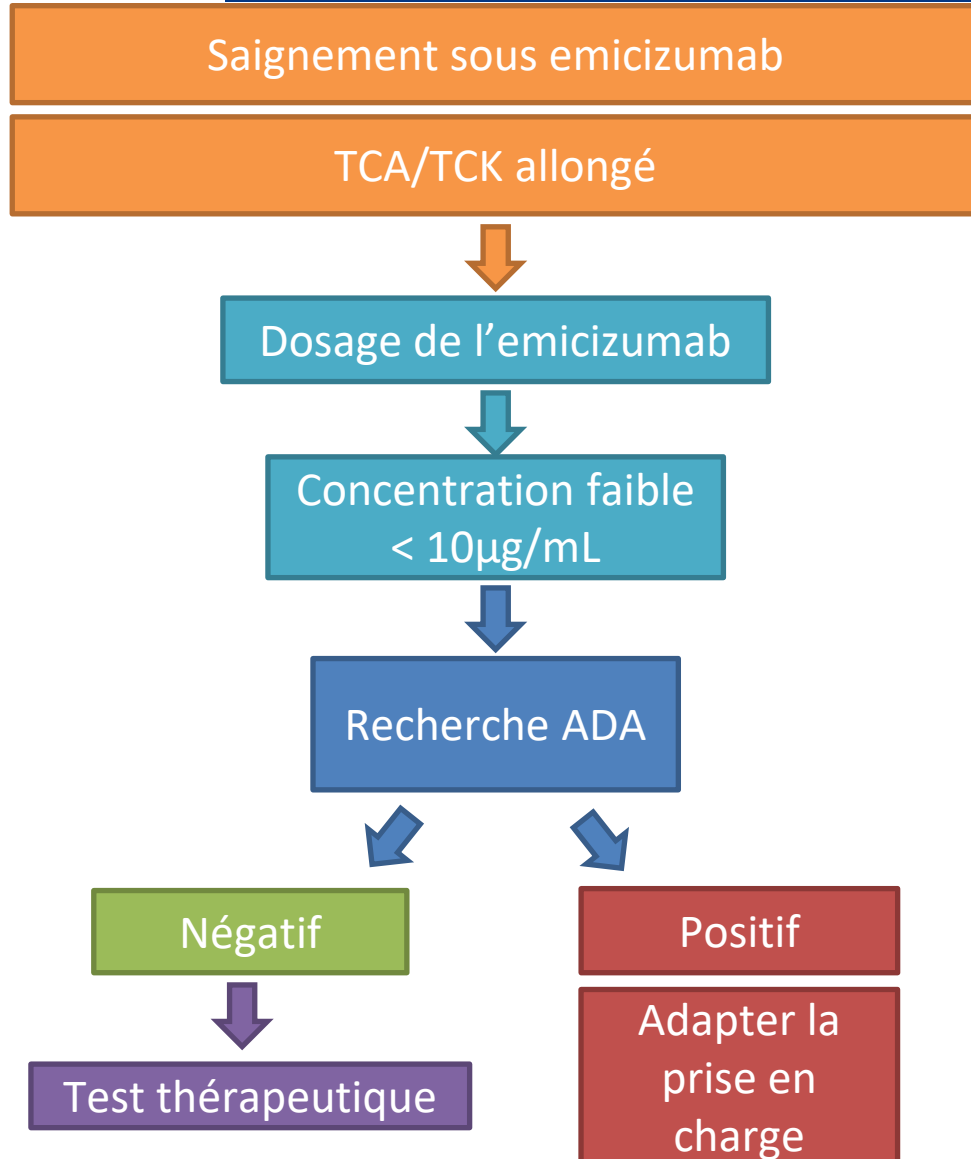 Saignement sous emicizumab
TCA/TCK allongé
Dosage de l’emicizumab
Concentration faible
< 10µg/mL
Recherche ADA
Négatif
Positif
Test thérapeutique
Adapter la
prise en
charge